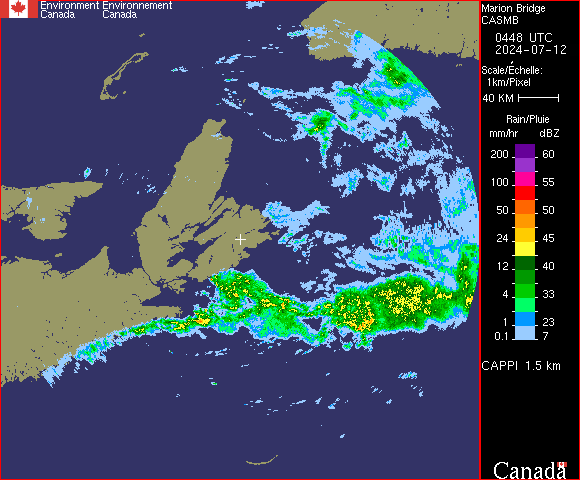 Environment Environnement
Canada Canada
Marion Bridge
CASMB
0448 UTC
2024-07-12
Scale/Échelle:
1km/Pixel
40 KM
Rain/Pluie
mm/hr dBZ
200 60
100 55
50 50
24 45
12 40
4 33
1 23
0.1 7
CAPPI 1.5 km
Canada